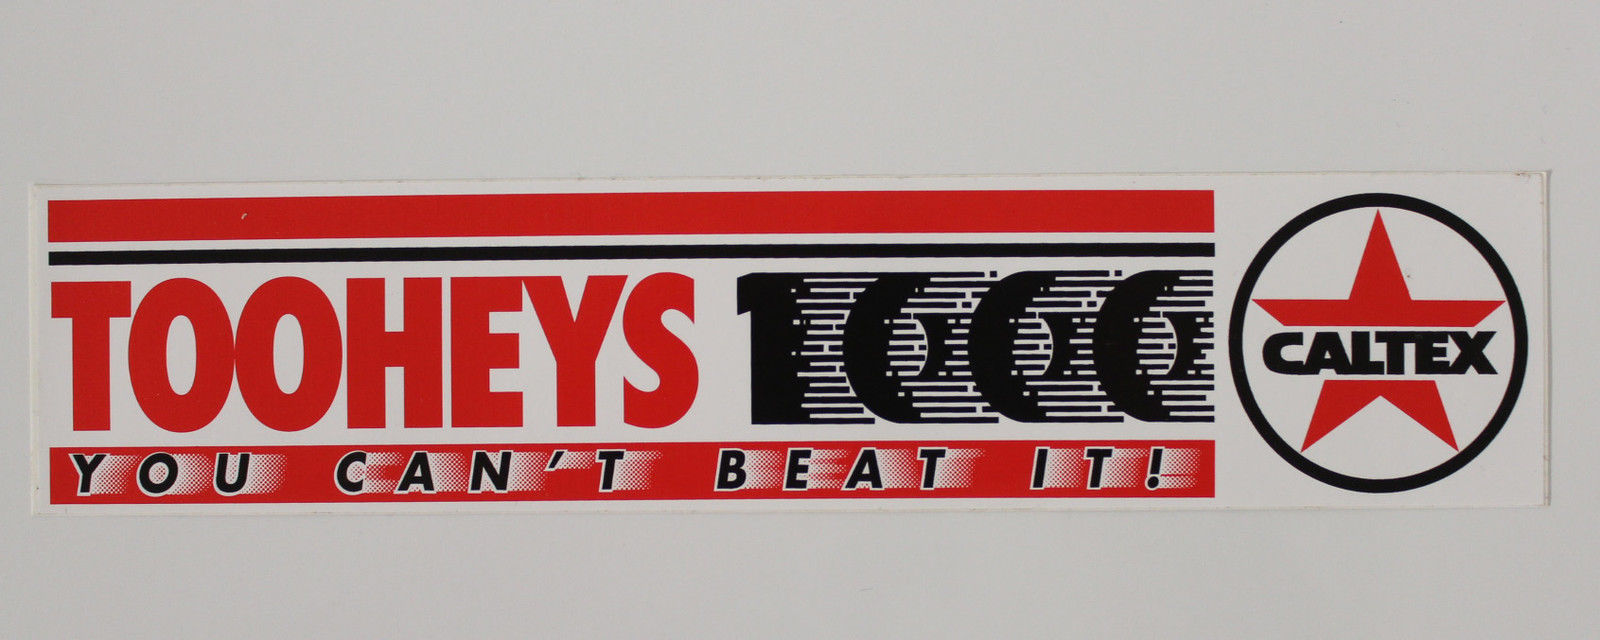 TOOHEYS 1000
YOU CAN'T BEAT IT!
CALTEX